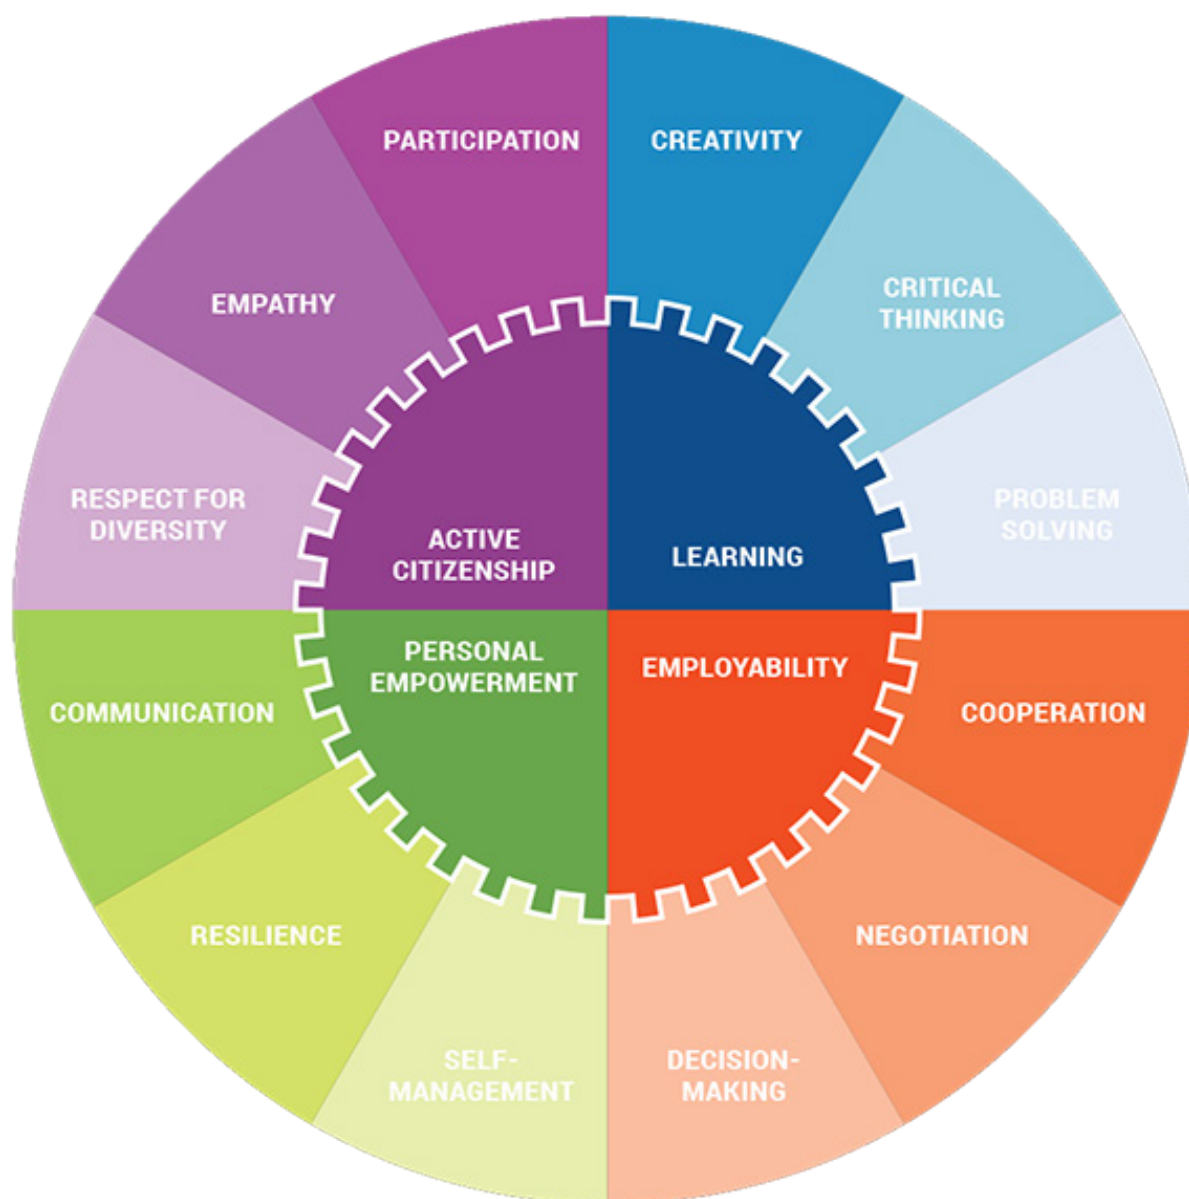 PARTICIPATION
CREATIVITY
EMPATHY
CRITICAL
THINKING
RESPECT FOR
DIVERSITY
PROBLEM
SOLVING
ACTIVE
CITIZENSHIP
LEARNING
PERSONAL
EMPOWERMENT
EMPLOYABILITY
COMMUNICATION
COOPERATION
RESILIENCE
NEGOTIATION
SELF-
MANAGEMENT
DECISION-
MAKING